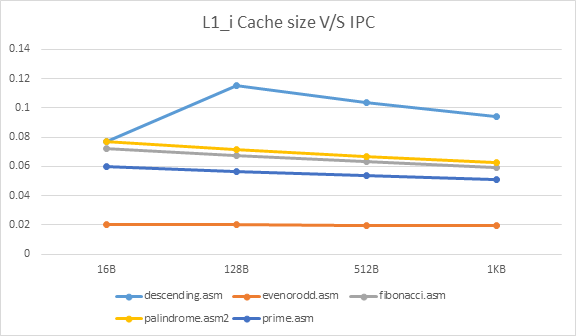 L1_i Cache size V/S IPC
0.14
0.12
0.1
0.08
0.06
0.04
0.02
0
16B 128B 512B 1KB
descending.asm evenorodd.asm fibonacci.asm
palindrome.asm2 prime.asm